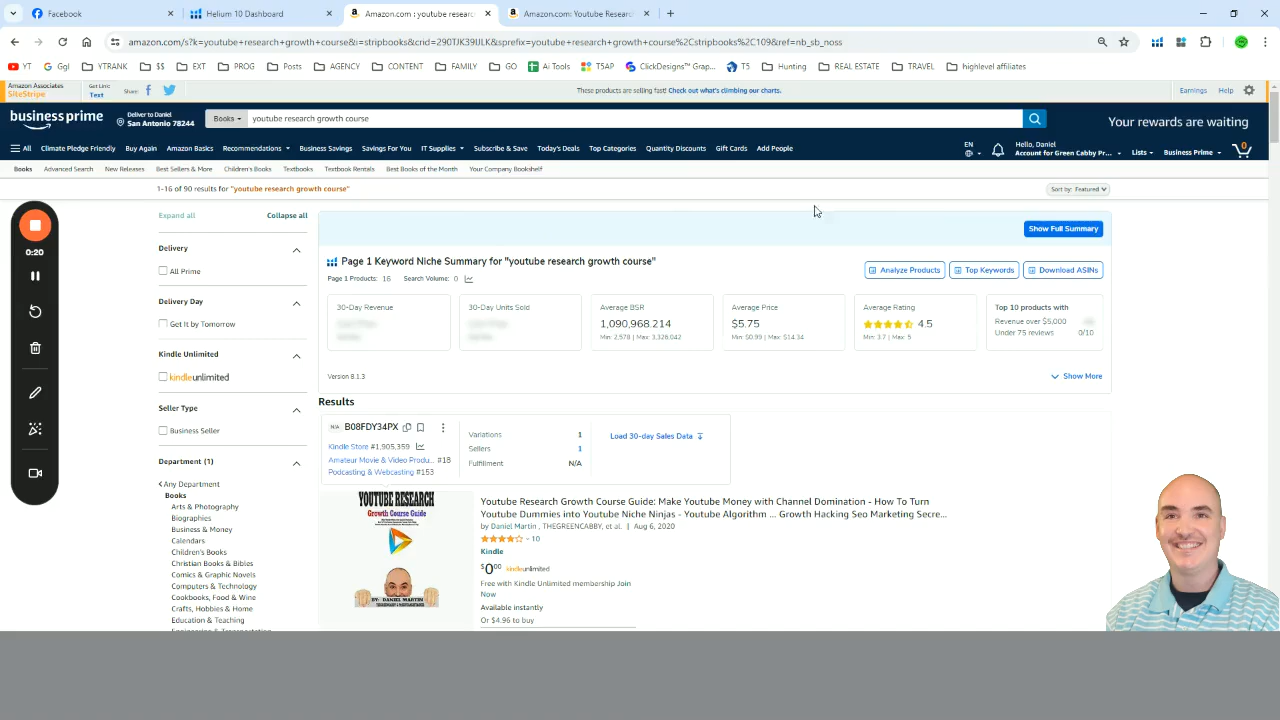 Facebook
Helium 10 Dashboard
Amazon.com : youtube researc
Amazon.com: Youtube Research
amazon.com/s?k=youtube+research+growth+course&i=stripbooks&crid=290TJK39IJLK&sprefix=youtube+research+growth+course%2Cstripbooks%2C109&ref=nb_sb_noss
YT
Ggl
YTRANK
$$
EXT
PROG
Posts
AGENCY
CONTENT
FAMILY
GO
Ai Tools
T5AP
ClickDesigns™ Grap...
T5
Hunting
REAL ESTATE
TRAVEL
highlevel affiliates
Amazon Associates
SiteStripe
Get Link:
Text
Share:
These products are selling fast! Check out what's climbing our charts.
Earnings
Help
business prime
Deliver to Daniel
San Antonio 78244
Books
youtube research growth course
Your rewards are waiting
All
Climate Pledge Friendly
Buy Again
Amazon Basics
Recommendations
Business Savings
Savings For You
IT Supplies
Subscribe & Save
Today's Deals
Top Categories
Quantity Discounts
Gift Cards
Add People
EN
Hello, Daniel
Account for Green Cabby Pr...
Lists
Business Prime
0
Books
Advanced Search
New Releases
Best Sellers & More
Children's Books
Textbooks
Textbook Rentals
Best Books of the Month
Your Company Bookshelf
1-16 of 90 results for "youtube research growth course"
Sort by: Featured
0:20
Expand all
Collapse all
Delivery
All Prime
Delivery Day
Get It by Tomorrow
Kindle Unlimited
kindleunlimited
Seller Type
Business Seller
Department (1)
Any Department
Books
Arts & Photography
Biographies
Business & Money
Calendars
Children's Books
Christian Books & Bibles
Comics & Graphic Novels
Computers & Technology
Cookbooks, Food & Wine
Crafts, Hobbies & Home
Education & Teaching
Engineering & Transportation
Show Full Summary
Page 1 Keyword Niche Summary for "youtube research growth course"
Page 1 Products: 16
Search Volume: 0
Analyze Products
Top Keywords
Download ASINs
30-Day Revenue
30-Day Units Sold
Average BSR
1,090,968.214
Min: 2,578 | Max: 3,326,042
Average Price
$5.75
Min: $0.99 | Max: $14.34
Average Rating
4.5
Min: 3.7 | Max: 5
Top 10 products with
Revenue over $5,000
Under 75 reviews
0/10
Version 8.1.3
Show More
Results
N/A
B08FDY34PX
Kindle Store #1,905,359
Amateur Movie & Video Produ... #18
Podcasting & Webcasting #153
Variations
1
Sellers
1
Fulfillment
N/A
Load 30-day Sales Data
YOUTUBE RESEARCH
Growth Course Guide
BY: DANIEL MARTIN
Youtube Research Growth Course Guide: Make Youtube Money with Channel Domination - How To Turn
Youtube Dummies into Youtube Niche Ninjas - Youtube Algorithm ... Growth Hacking Seo Marketing Secre...
by Daniel Martin , THEGREENCABBY, et al. | Aug 6, 2020
10
Kindle
$0.00 kindleunlimited
Free with Kindle Unlimited membership Join
Now
Available instantly
Or $4.96 to buy